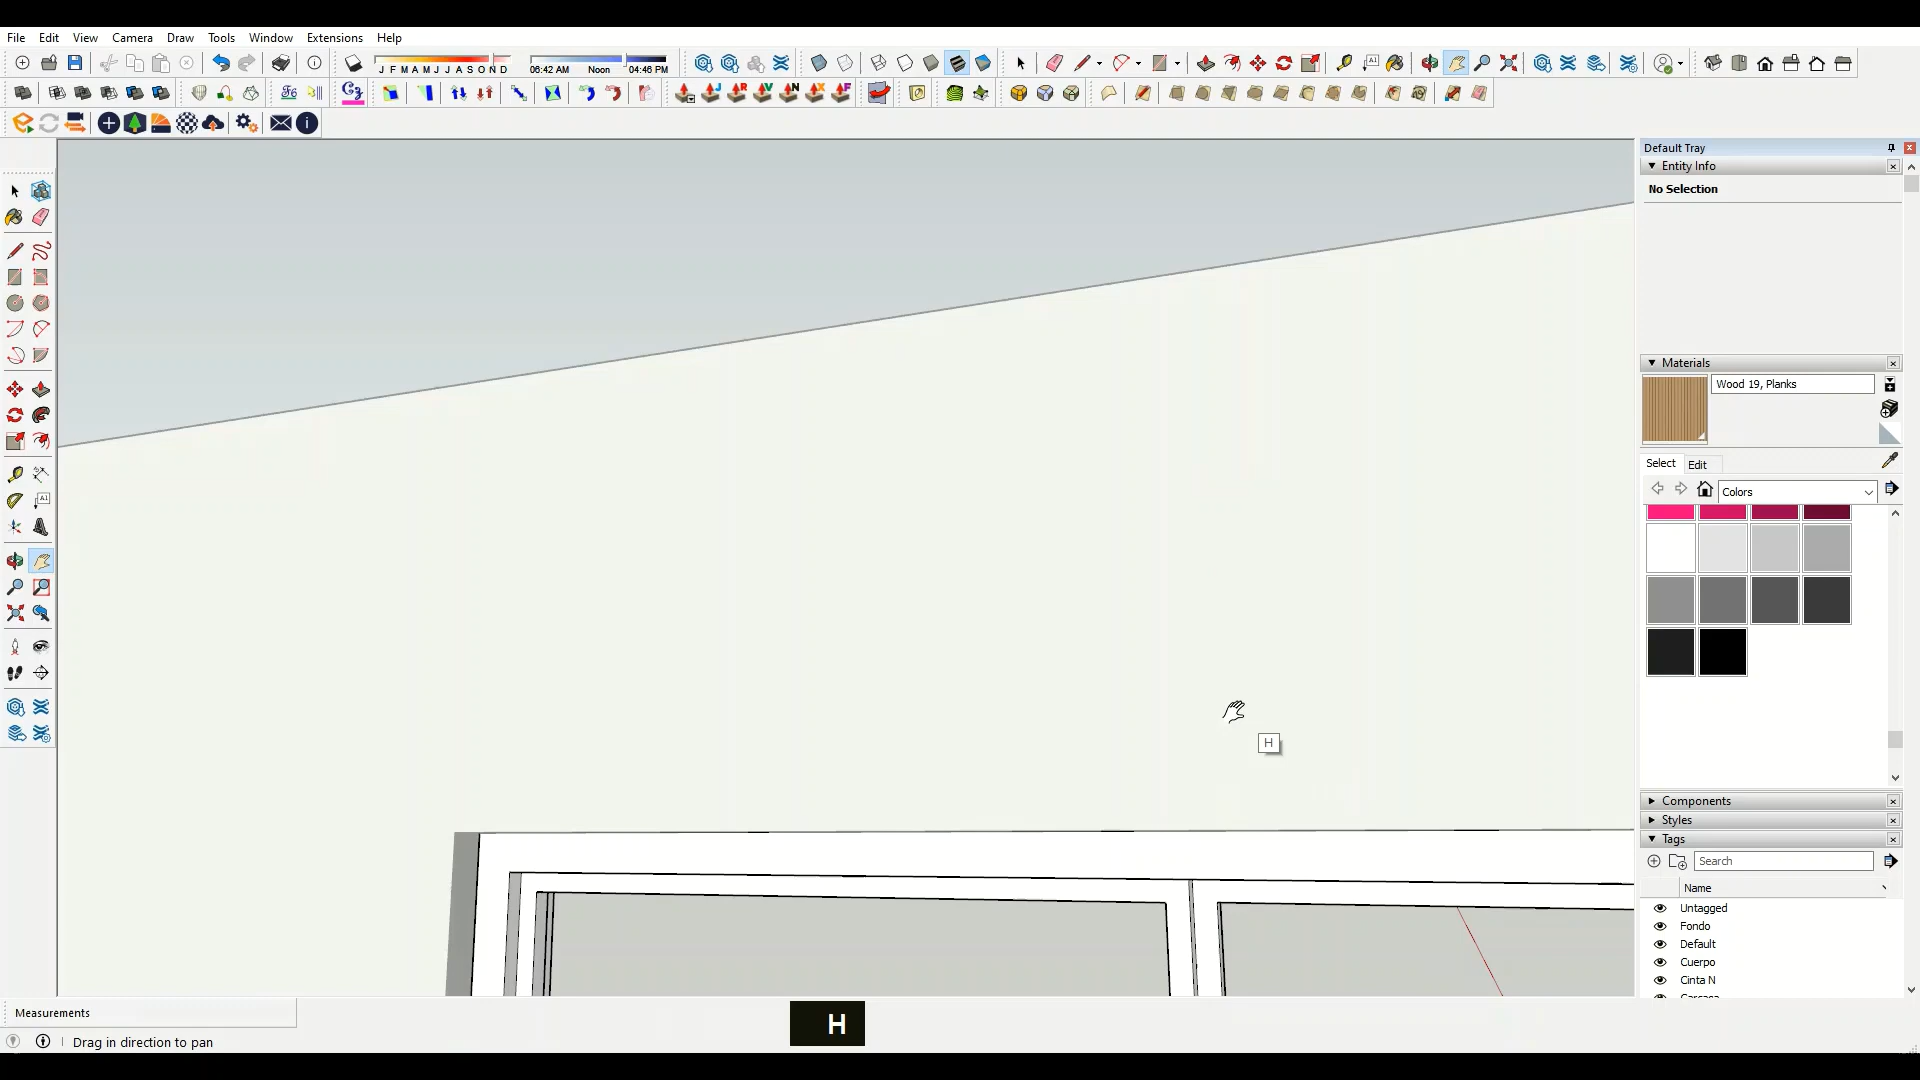 File Edit View Camera Draw Tools Window Extensions Help
J F M A M J J A S O N D
06:42 AM Noon 04:46 PM
Default Tray
Entity Info
No Selection
Materials
Wood 19, Planks
Select Edit
Colors
H
Components
Styles
Tags
Search
Name
Untagged
Fondo
Default
Cuerpo
Cinta N
Measurements
H
Drag in direction to pan